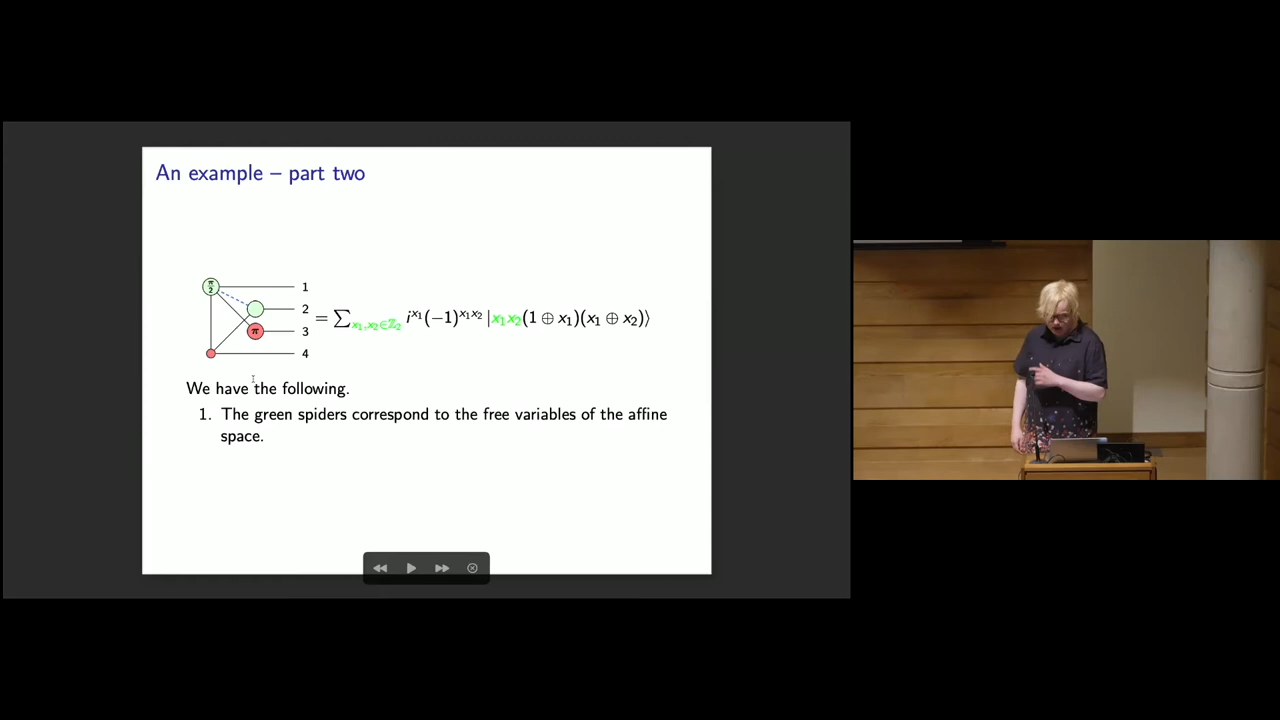 An example – part two
π/2
1
2
π
3
4
= ∑x₁,x₂∈ℤ₂ i^x₁(−1)^x₁x₂ |x₁x₂(1 ⊕ x₁)(x₁ ⊕ x₂)⟩
We have the following.
1. The green spiders correspond to the free variables of the affine
space.